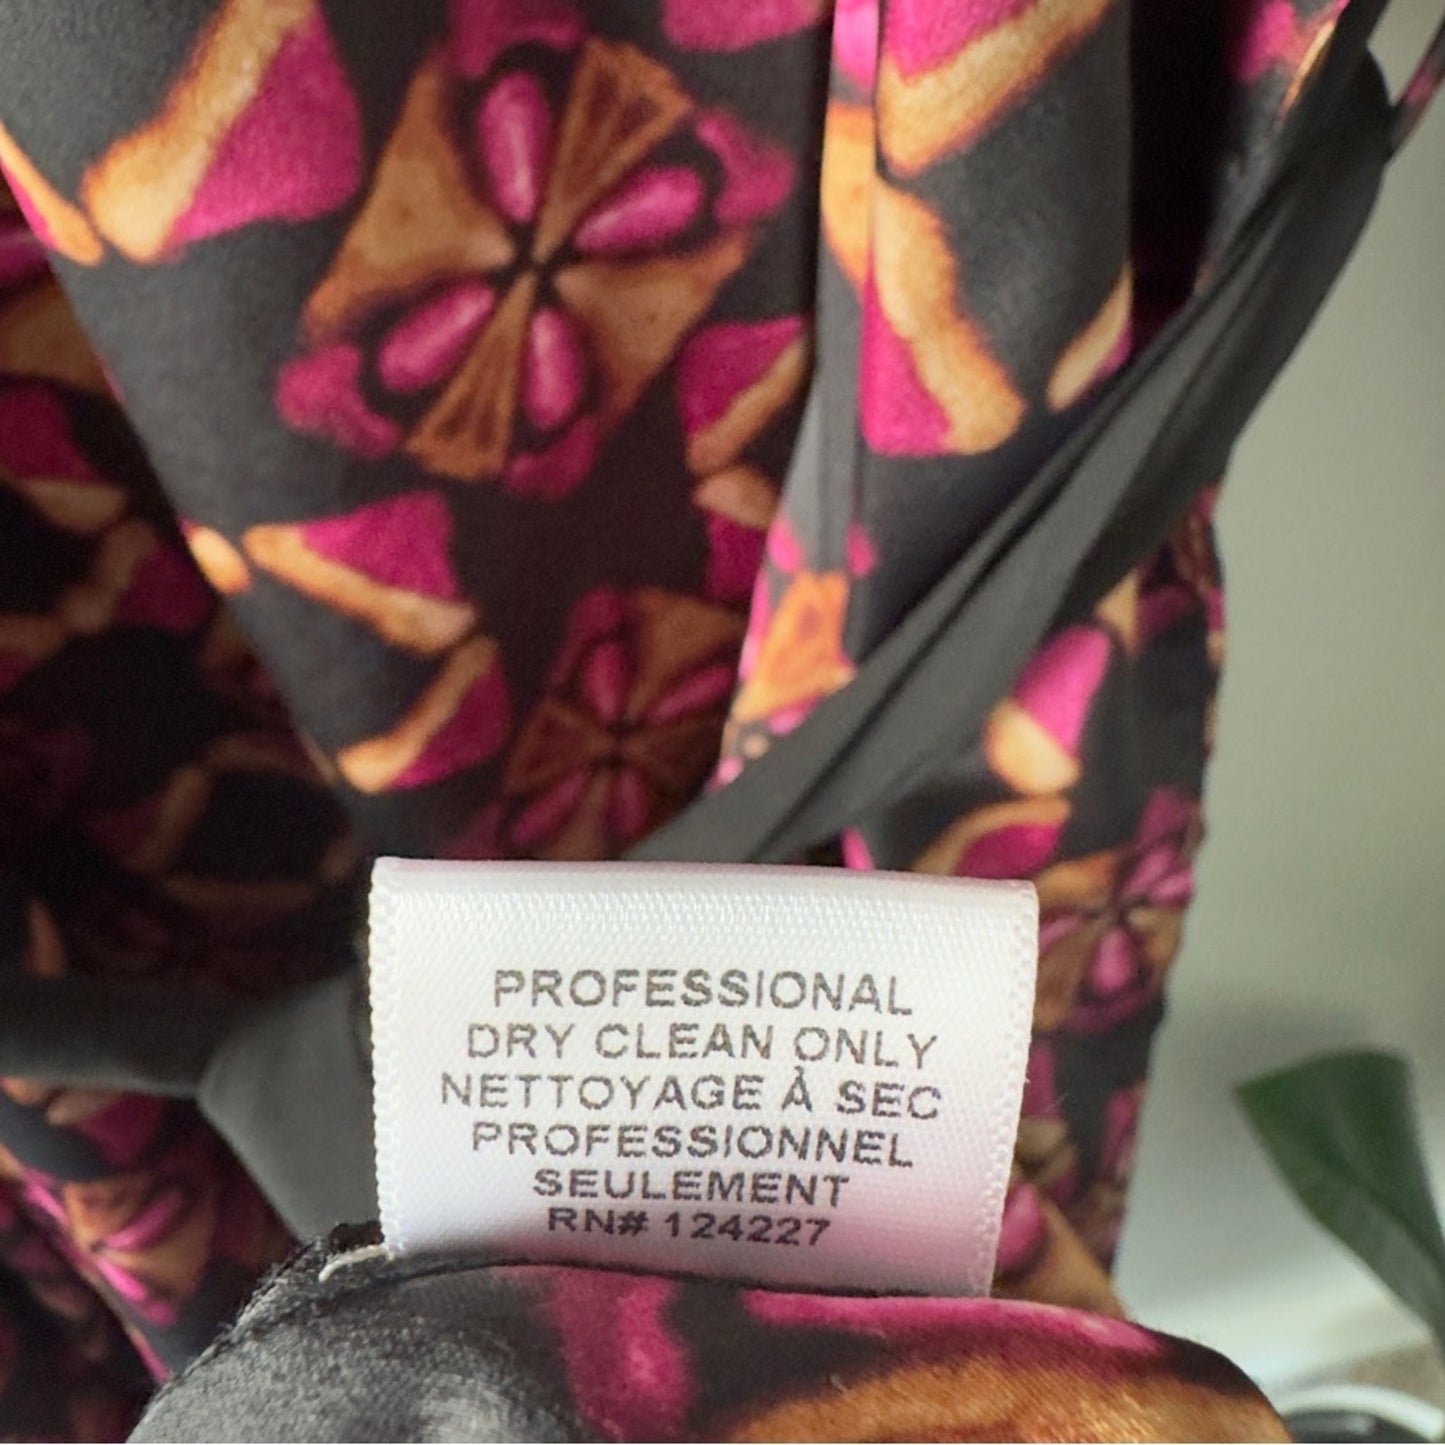 PROFESSIONAL
DRY CLEAN ONLY
NETTOYAGE À SEC
PROFESSIONNEL
SEULEMENT
RN# 124227